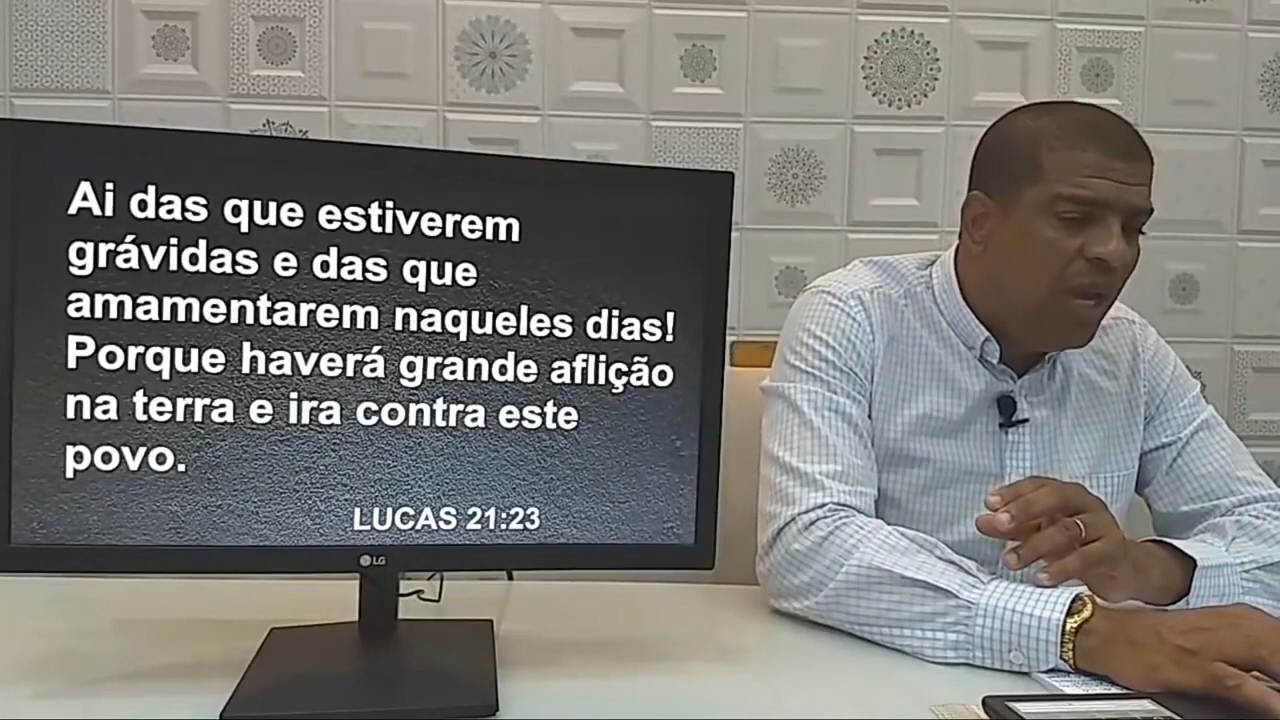 Ai das que estiverem
grávidas e das que
amamentarem naqueles dias!
Porque haverá grande aflição
na terra e ira contra este
povo.
LUCAS 21:23
LG